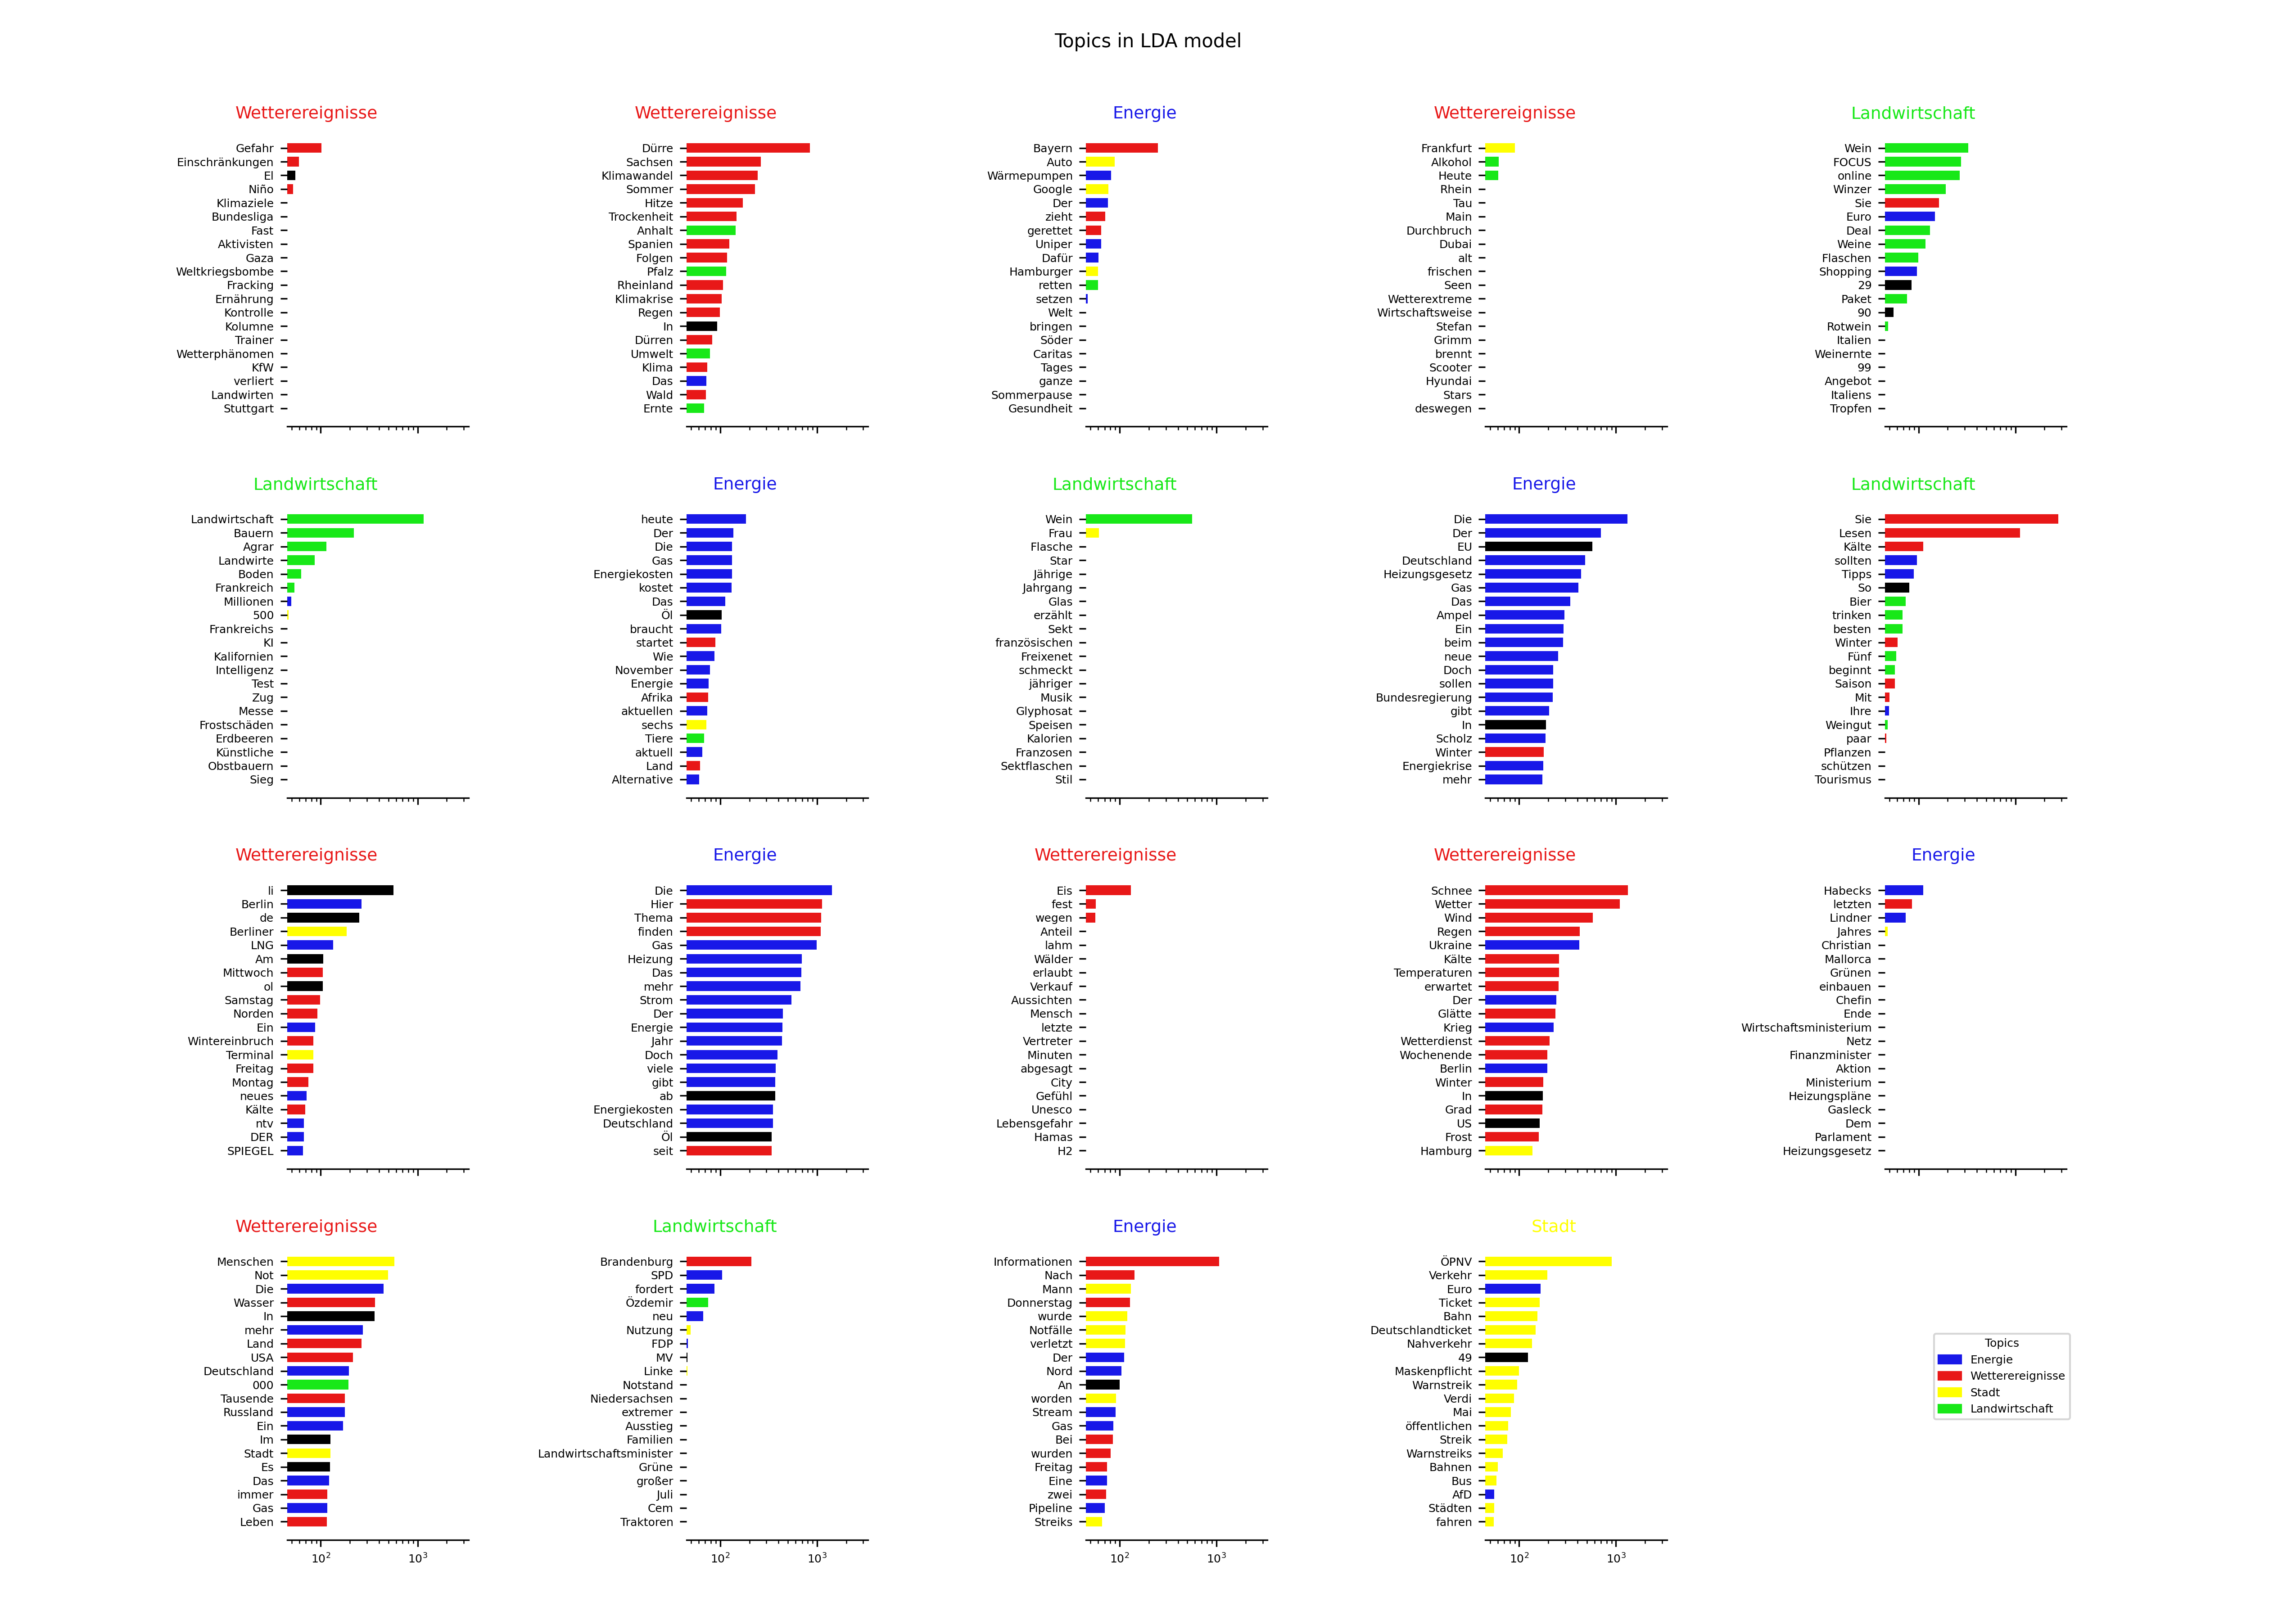 Topics in LDA model
Wetterereignisse
Gefahr
Einschränkungen
El
Niño
Klimaziele
Bundesliga
Fast
Aktivisten
Gaza
Weltkriegsbombe
Fracking
Ernährung
Kontrolle
Kolumne
Trainer
Wetterphänomen
KfW
verliert
Landwirten
Stuttgart
Wetterereignisse
Dürre
Sachsen
Klimawandel
Sommer
Hitze
Trockenheit
Anhalt
Spanien
Folgen
Pfalz
Rheinland
Klimakrise
Regen
In
Dürren
Umwelt
Klima
Das
Wald
Ernte
Energie
Bayern
Auto
Wärmepumpen
Google
Der
zieht
gerettet
Uniper
Dafür
Hamburger
retten
setzen
Welt
bringen
Söder
Caritas
Tages
ganze
Sommerpause
Gesundheit
Wetterereignisse
Frankfurt
Alkohol
Heute
Rhein
Tau
Main
Durchbruch
Dubai
alt
frischen
Seen
Wetterextreme
Wirtschaftsweise
Stefan
Grimm
brennt
Scooter
Hyundai
Stars
deswegen
Landwirtschaft
Wein
FOCUS
online
Winzer
Sie
Euro
Deal
Weine
Flaschen
Shopping
29
Paket
90
Rotwein
Italien
Weinernte
99
Angebot
Italiens
Tropfen
Landwirtschaft
Landwirtschaft
Bauern
Agrar
Landwirte
Boden
Frankreich
Millionen
500
Frankreichs
KI
Kalifornien
Intelligenz
Test
Zug
Messe
Frostschäden
Erdbeeren
Künstliche
Obstbauern
Sieg
Energie
heute
Der
Die
Gas
Energiekosten
kostet
Das
Öl
braucht
startet
Wie
November
Energie
Afrika
aktuellen
sechs
Tiere
aktuell
Land
Alternative
Landwirtschaft
Wein
Frau
Flasche
Star
Jährige
Jahrgang
Glas
erzählt
Sekt
französischen
Freixenet
schmeckt
jähriger
Musik
Glyphosat
Speisen
Kalorien
Franzosen
Sektflaschen
Stil
Energie
Die
Der
EU
Deutschland
Heizungsgesetz
Gas
Das
Ampel
Ein
beim
neue
Doch
sollen
Bundesregierung
gibt
In
Scholz
Winter
Energiekrise
mehr
Landwirtschaft
Sie
Lesen
Kälte
sollten
Tipps
So
Bier
trinken
besten
Winter
Fünf
beginnt
Saison
Mit
Ihre
Weingut
paar
Pflanzen
schützen
Tourismus
Wetterereignisse
li
Berlin
de
Berliner
LNG
Am
Mittwoch
ol
Samstag
Norden
Ein
Wintereinbruch
Terminal
Freitag
Montag
neues
Kälte
ntv
DER
SPIEGEL
Energie
Die
Hier
Thema
finden
Gas
Heizung
Das
mehr
Strom
Der
Energie
Jahr
Doch
viele
gibt
ab
Energiekosten
Deutschland
Öl
seit
Wetterereignisse
Eis
fest
wegen
Anteil
lahm
Wälder
erlaubt
Verkauf
Aussichten
Mensch
letzte
Vertreter
Minuten
abgesagt
City
Gefühl
Unesco
Lebensgefahr
Hamas
H2
Wetterereignisse
Schnee
Wetter
Wind
Regen
Ukraine
Kälte
Temperaturen
erwartet
Der
Glätte
Krieg
Wetterdienst
Wochenende
Berlin
Winter
In
Grad
US
Frost
Hamburg
Energie
Habecks
letzten
Lindner
Jahres
Christian
Mallorca
Grünen
einbauen
Chefin
Ende
Wirtschaftsministerium
Netz
Finanzminister
Aktion
Ministerium
Heizungspläne
Gasleck
Dem
Parlament
Heizungsgesetz
Wetterereignisse
Menschen
Not
Die
Wasser
In
mehr
Land
USA
Deutschland
000
Tausende
Russland
Ein
Im
Stadt
Es
Das
immer
Gas
Leben
10² 10³
Landwirtschaft
Brandenburg
SPD
fordert
Özdemir
neu
Nutzung
FDP
MV
Linke
Notstand
Niedersachsen
extremer
Ausstieg
Familien
Landwirtschaftsminister
Grüne
großer
Juli
Cem
Traktoren
10² 10³
Energie
Informationen
Nach
Mann
Donnerstag
wurde
Notfälle
verletzt
Der
Nord
An
worden
Stream
Gas
Bei
wurden
Freitag
Eine
zwei
Pipeline
Streiks
10² 10³
Stadt
ÖPNV
Verkehr
Euro
Ticket
Bahn
Deutschlandticket
Nahverkehr
49
Maskenpflicht
Warnstreik
Verdi
Mai
öffentlichen
Streik
Warnstreiks
Bahnen
Bus
AfD
Städten
fahren
10² 10³
Topics
Energie
Wetterereignisse
Stadt
Landwirtschaft